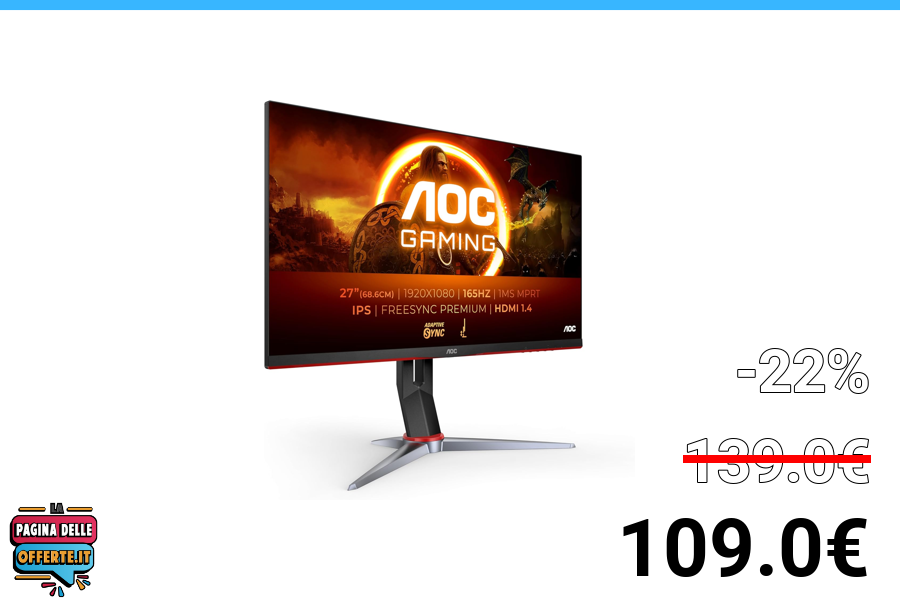 AOC
GAMING
27"(68.6CM) | 1920X1080 | 165HZ | 1MS MPRT
IPS | FREESYNC PREMIUM | HDMI 1.4
ADAPTIVE
SYNC
AOC
AOC
-22%
139.0€
109.0€
LA
PAGINA DELLE
OFFERTE.IT